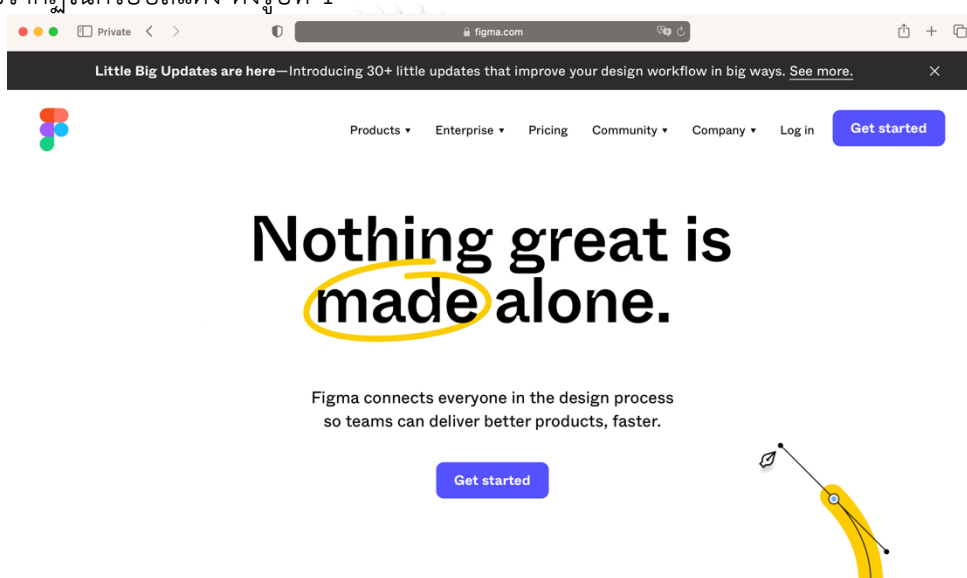 Private
figma.com
Little Big Updates are here—Introducing 30+ little updates that improve your design workflow in big ways. See more.
Products Enterprise Pricing Community Company Log in Get started
Nothing great is
made alone.
Figma connects everyone in the design process
so teams can deliver better products, faster.
Get started